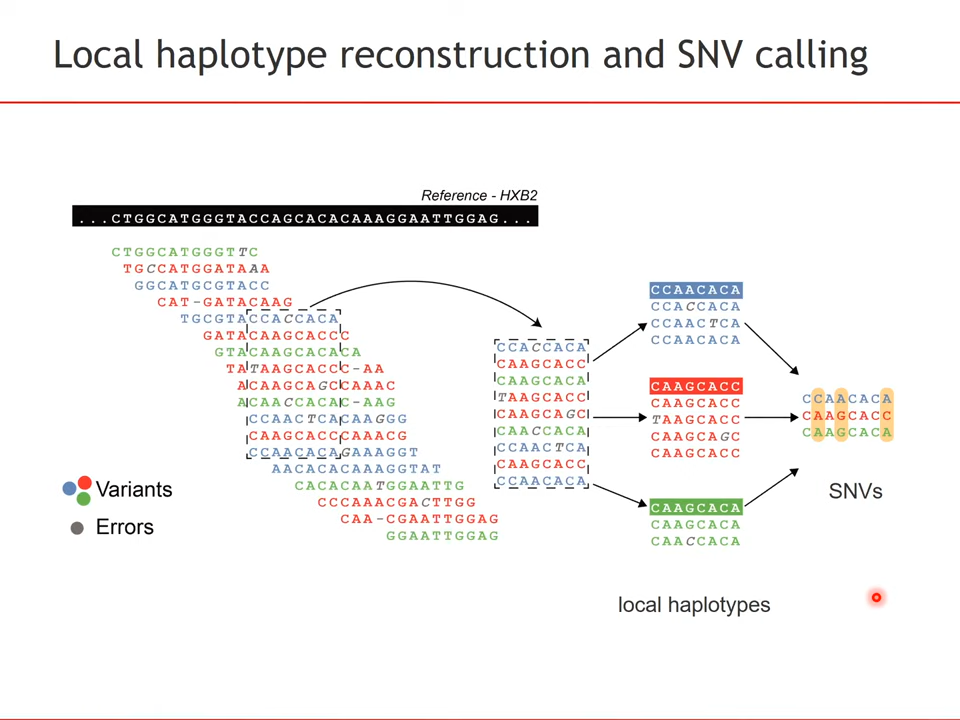 Local haplotype reconstruction and SNV calling
Reference - HXB2
...CTGGCATGGGTACCAGCACACAAAGGAATTGGAG...
CTGGCATGGGTTC
TGCCATGGATAAA
GGCATGCGTACC
CAT-GATACAAG
TGCGTACCACCACA
GATACAAGCACCC
GTACAAGCACACA
TATAAGCACCC-AA
ACAAGCAGCCAAAC
ACAACCACAC-AAG
CCAACTCACAAGGG
CAAGCACCCAAACG
CCAACACAGAAAGGT
AACACACAAAGGTAT
CACACAATGGAATTG
CCCAAACGACTTGG
CAA-CGAATTGGAG
GGAATTGGAG
CCACCACA
CAAGCACC
CAAGCACA
TAAGCACC
CAAGCAGC
CAACCACA
CCAACTCA
CAAGCACC
CCAACACA
CCAACACA
CCACCACA
CCAACTCA
CCAACACA
CAAGCACC
CAAGCACC
TAAGCACC
CAAGCAGC
CAAGCACC
CAAGCACA
CAAGCACA
CAACCACA
local haplotypes
CCAACACA
CAAGCACC
CAAGCACA
SNVs
Variants
Errors